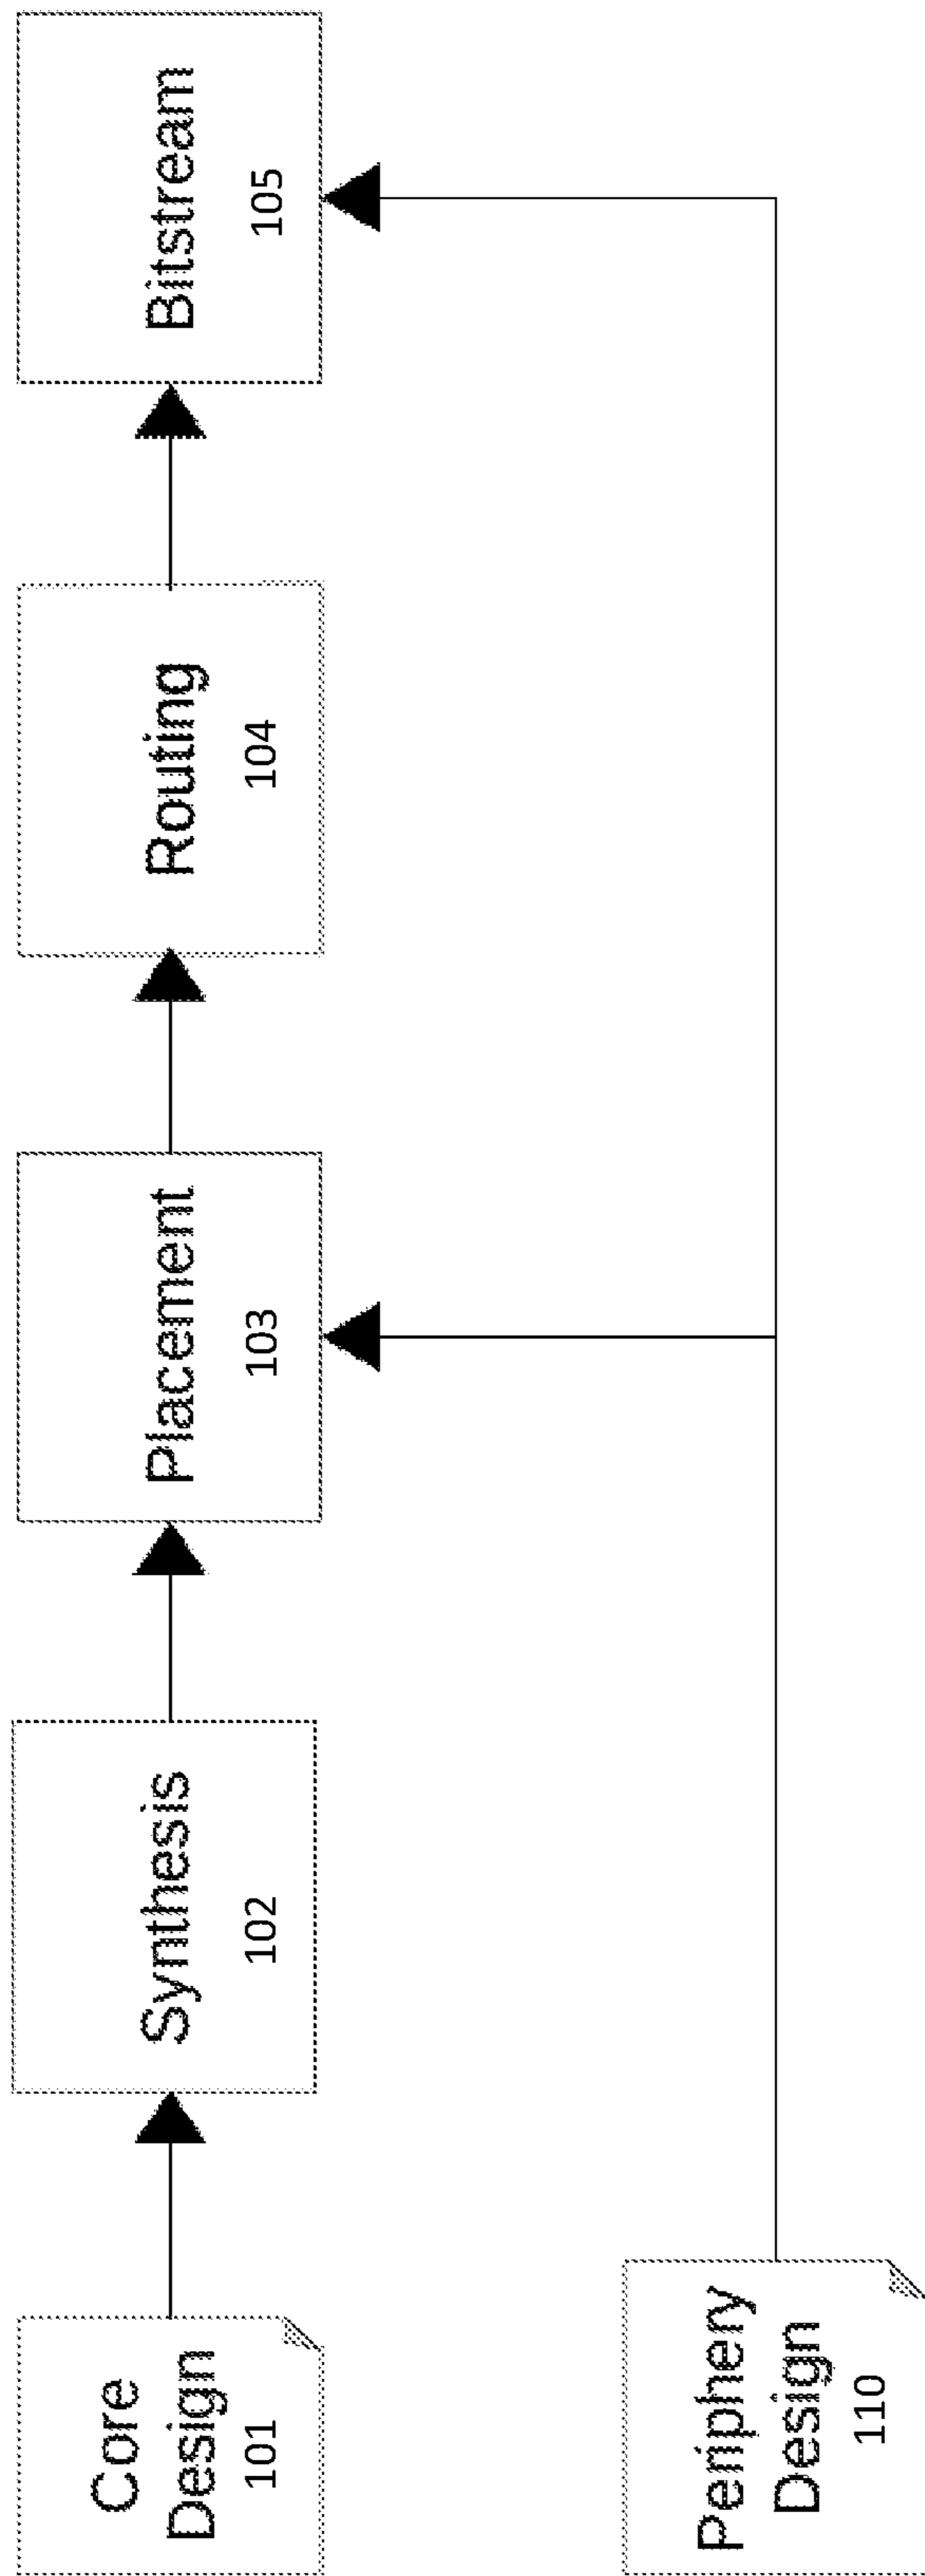 Core
Design
101
Synthesis
102
Placement
103
Routing
104
Bitstream
105
Periphery
Design
110